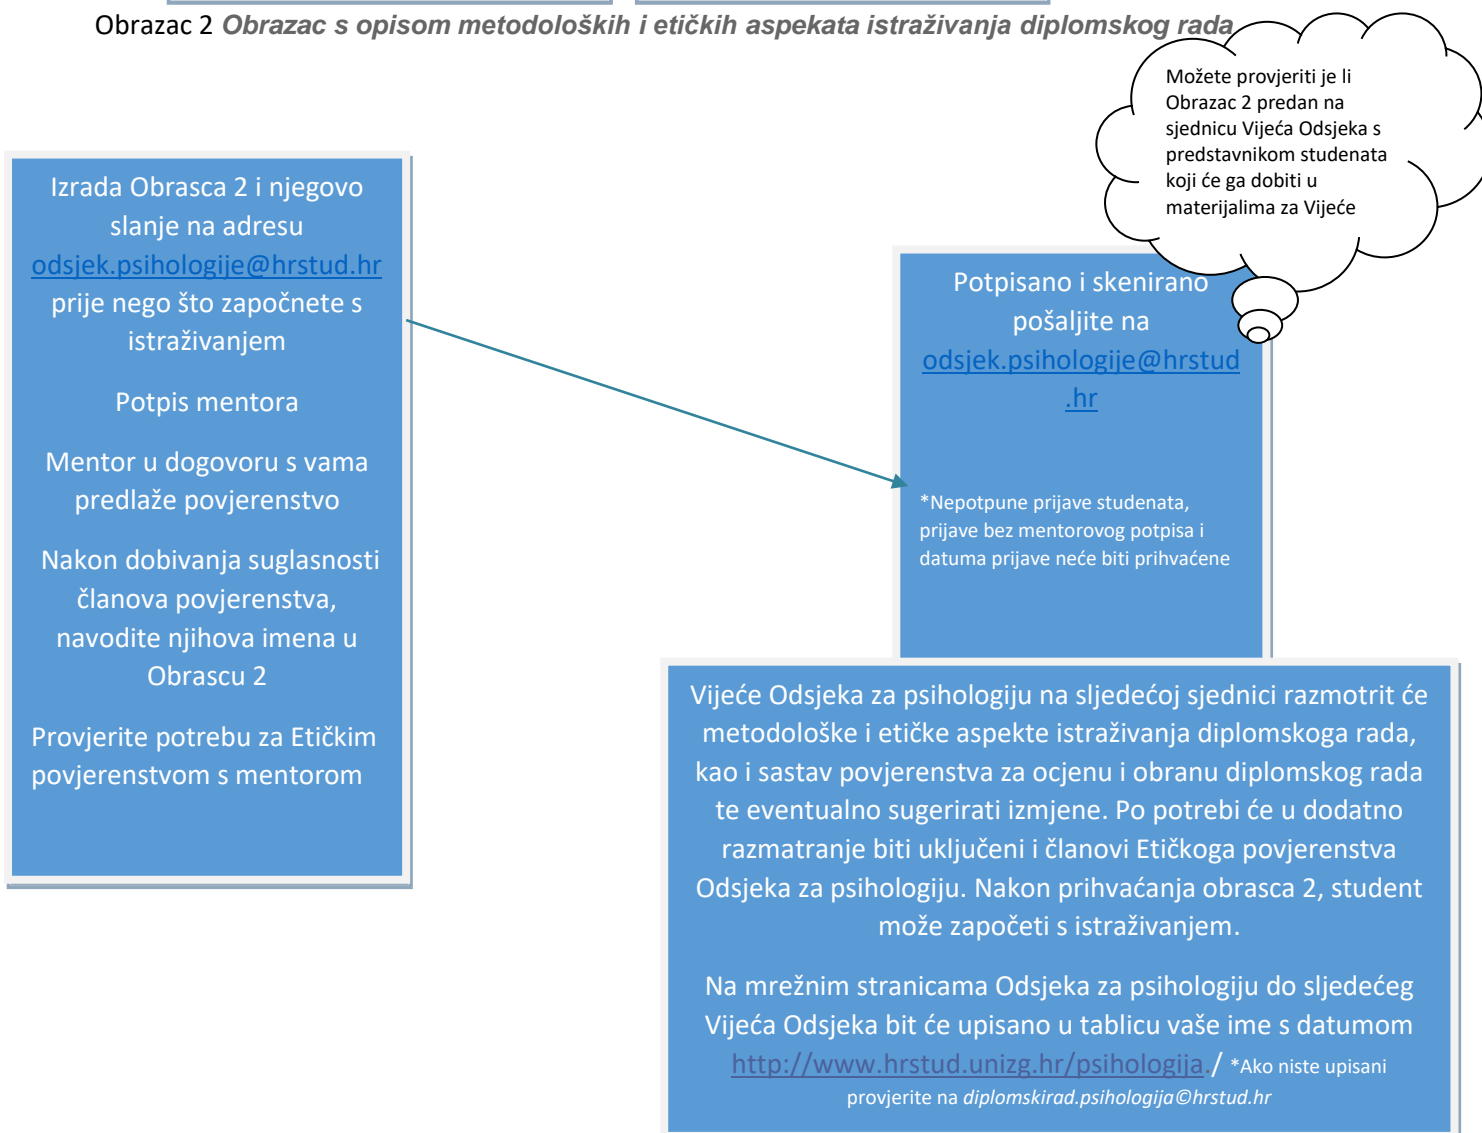 Obrazac 2 Obrazac s opisom metodoloških i etičkih aspekata istraživanja diplomskog rada
Možete provjeriti je li
Obrazac 2 predan na
sjednicu Vijeća Odsjeka s
predstavnikom studenata
koji će ga dobiti u
materijalima za Vijeće
Izrada Obrasca 2 i njegovo
slanje na adresu
odsjek.psihologije@hrstud.hr
prije nego što započnete s
istraživanjem
Potpis mentora
Mentor u dogovoru s vama
predlaže povjerenstvo
Nakon dobivanja suglasnosti
članova povjerenstva,
navodite njihova imena u
Obrascu 2
Provjerite potrebu za Etičkim
povjerenstvom s mentorom
Potpisano i skenirano
pošaljite na
odsjek.psihologije@hrstud
.hr
*Nepotpune prijave studenata,
prijave bez mentorovog potpisa i
datuma prijave neće biti prihvaćene
Vijeće Odsjeka za psihologiju na sljedećoj sjednici razmotrit će
metodološke i etičke aspekte istraživanja diplomskoga rada,
kao i sastav povjerenstva za ocjenu i obranu diplomskog rada
te eventualno sugerirati izmjene. Po potrebi će u dodatno
razmatranje biti uključeni i članovi Etičkoga povjerenstva
Odsjeka za psihologiju. Nakon prihvaćanja obrasca 2, student
može započeti s istraživanjem.
Na mrežnim stranicama Odsjeka za psihologiju do sljedećeg
Vijeća Odsjeka bit će upisano u tablicu vaše ime s datumom
http://www.hrstud.unizg.hr/psihologija./ *Ako niste upisani
provjerite na diplomskirad.psihologija©hrstud.hr